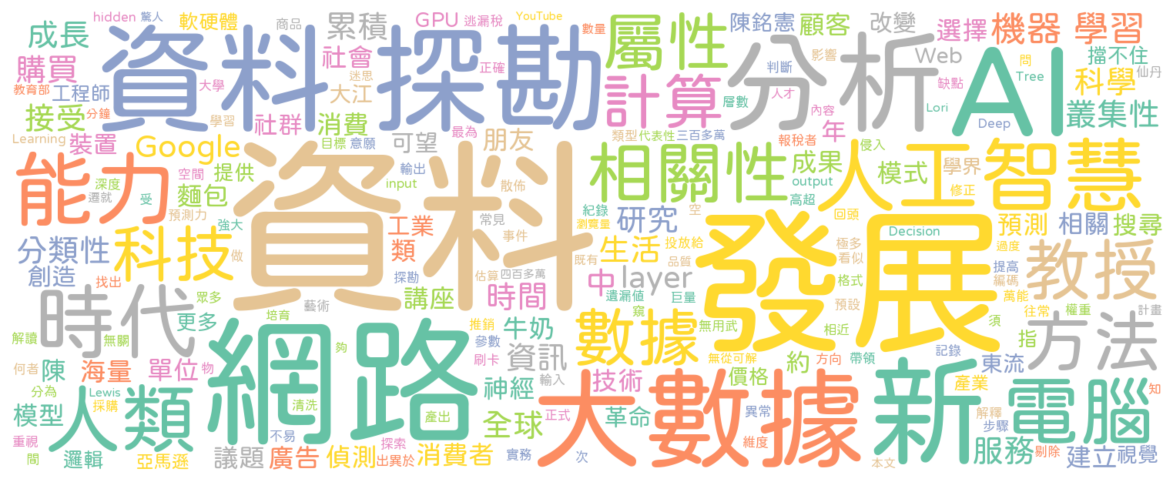 hidden 驚人 軟硬體 商品 累積 GPU 逃漏稅 YouTube 數量 陳銘憲 顧客 改變 選擇 機器 學習
成長 資料探勘 社會 迷思 正確 屬性 影響 判斷 分析 Web AI 問 擋不住
購買 教育部 工程師 分鐘 大學 大江 計算 層數 人才 缺點 Tree 仙丹 科學
接受 學習 社群 消費 最為 內容 Lori Deep 叢集性
Learning 裝置 Google 目標 意願 可望 朋友 類型 代表性 三百多萬 報稅者 年 侵入
能力 深度 受 遷就 麵包 空間 提供 輸出 input 散佈 相關性 成果 output 人工智慧 模式 學界 修正
預測力 強大 資料 工業 常見 紀錄 研究 空 高超 回頭 發展 Decision 預測 相關 搜尋
分類性 科技 做 類 事件 瀏覽量 生活 投放給 極多 看似 過度
創造 找出 探勘 估算 四百多萬 既有 品質 中 layer 格式 提高 編碼 教授
時代 眾多 更多 藝術 講座 時間 遺漏值 巨量 預設 萬能 權重 計畫
解讀 無關 培育 網路 推銷 參數 牛奶 窺 數據 無用武 相近 往常 須 指 方法
何者 陳 海量 單位 物 夠 刷卡 資訊 無從可解 約 方向 帶領 記錄 東流
分為 Lewis 人類 神經 輸入 技術 價格 新 產業 電腦 知
模型 採購 清洗 產出 全球 正式 革命 大數據 異常 解釋 步驟
重視 邏輯 不易 探索 實務 維度 服務 剔除
間 亞馬遜 議題 廣告 偵測 出異於 消費者 次 本文 建立 視覺